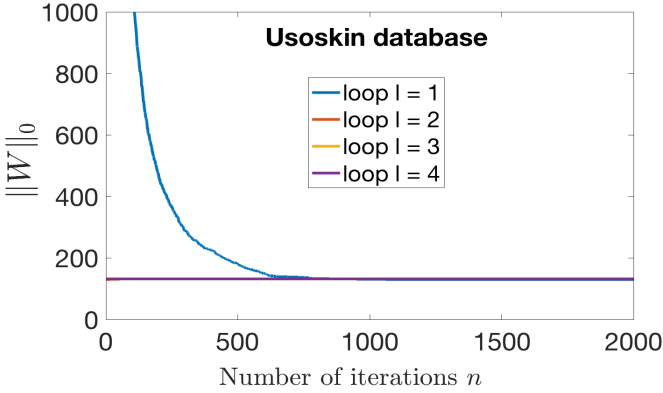 Usoskin database
loop l = 1
loop l = 2
loop l = 3
loop l = 4
1000
800
600
400
200
0
‖W‖₀
0 500 1000 1500 2000
Number of iterations n